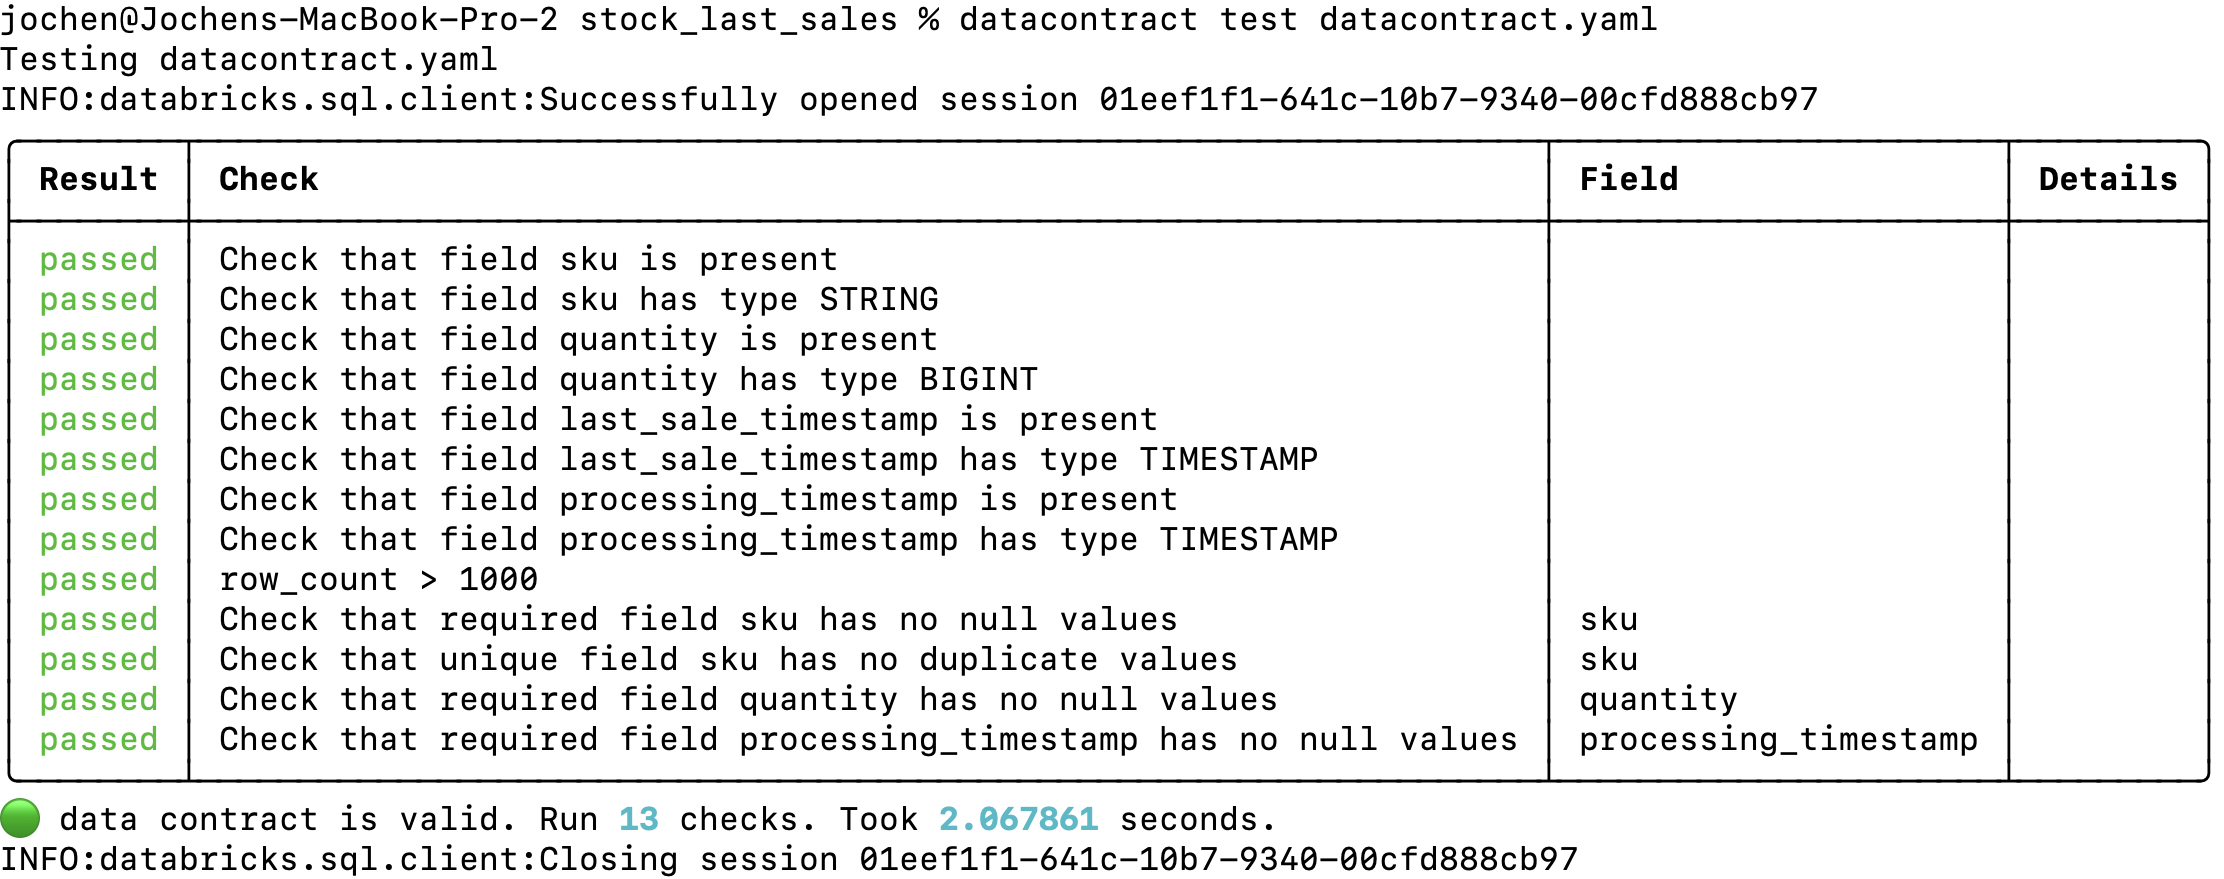 jochen@Jochens-MacBook-Pro-2 stock_last_sales % datacontract test datacontract.yaml
Testing datacontract.yaml
INFO:databricks.sql.client:Successfully opened session 01eef1f1-641c-10b7-9340-00cfd888cb97
Result Check Field Details
passed Check that field sku is present
passed Check that field sku has type STRING
passed Check that field quantity is present
passed Check that field quantity has type BIGINT
passed Check that field last_sale_timestamp is present
passed Check that field last_sale_timestamp has type TIMESTAMP
passed Check that field processing_timestamp is present
passed Check that field processing_timestamp has type TIMESTAMP
passed row_count > 1000
passed Check that required field sku has no null values sku
passed Check that unique field sku has no duplicate values sku
passed Check that required field quantity has no null values quantity
passed Check that required field processing_timestamp has no null values processing_timestamp
🟢 data contract is valid. Run 13 checks. Took 2.067861 seconds.
INFO:databricks.sql.client:Closing session 01eef1f1-641c-10b7-9340-00cfd888cb97